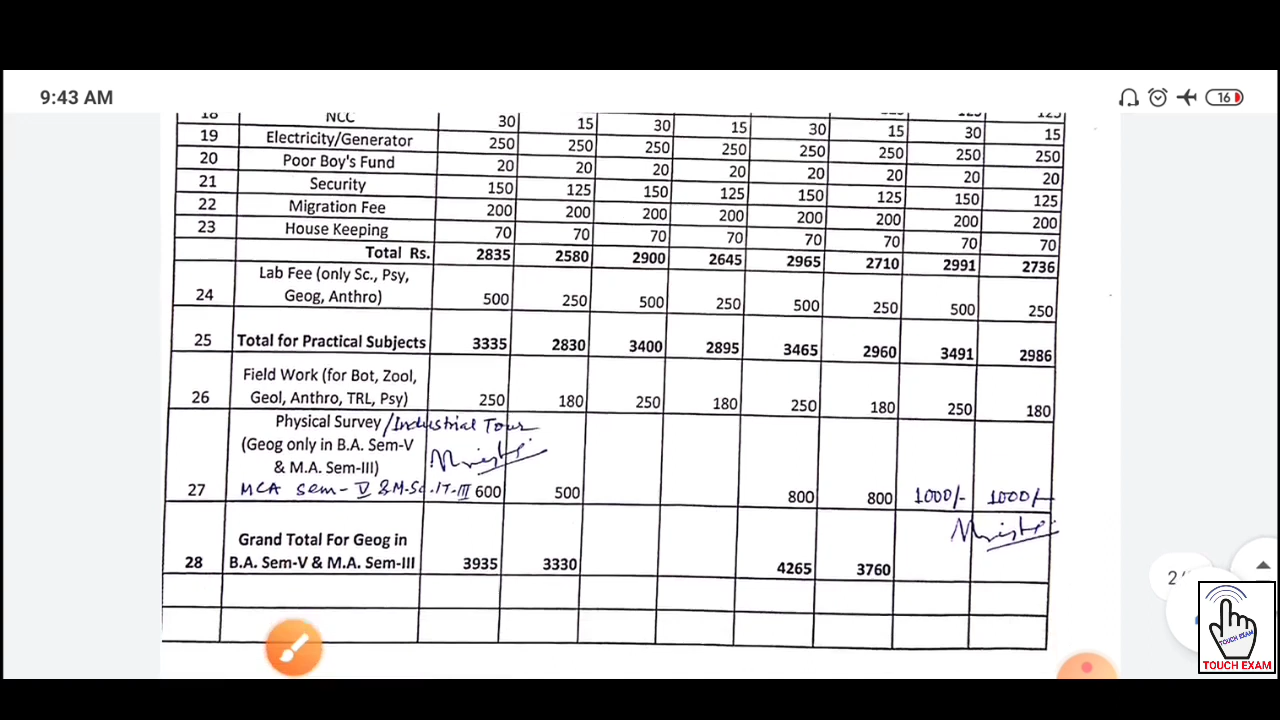 9:43 AM
16
18 NCC 30 15 30 15 30 15 30 15
19 Electricity/Generator 250 250 250 250 250 250 250 250
20 Poor Boy's Fund 20 20 20 20 20 20 20 20
21 Security 150 125 150 125 150 125 150 125
22 Migration Fee 200 200 200 200 200 200 200 200
23 House Keeping 70 70 70 70 70 70 70 70
Total Rs. 2835 2580 2900 2645 2965 2710 2991 2736
Lab Fee (only Sc., Psy,
24 Geog, Anthro) 500 250 500 250 500 250 500 250
25 Total for Practical Subjects 3335 2830 3400 2895 3465 2960 3491 2986
Field Work (for Bot, Zool,
26 Geol, Anthro, TRL, Psy) 250 180 250 180 250 180 250 180
Physical Survey /Industrial Tour
(Geog only in B.A. Sem-V
& M.A. Sem-III)
27 MCA Sem-V & M.Sc.IT-III 600 500 800 800 1000/- 1000/-
Grand Total For Geog in
28 B.A. Sem-V & M.A. Sem-III 3935 3330 4265 3760
2/
TOUCH EXAM
TOUCH EXAM